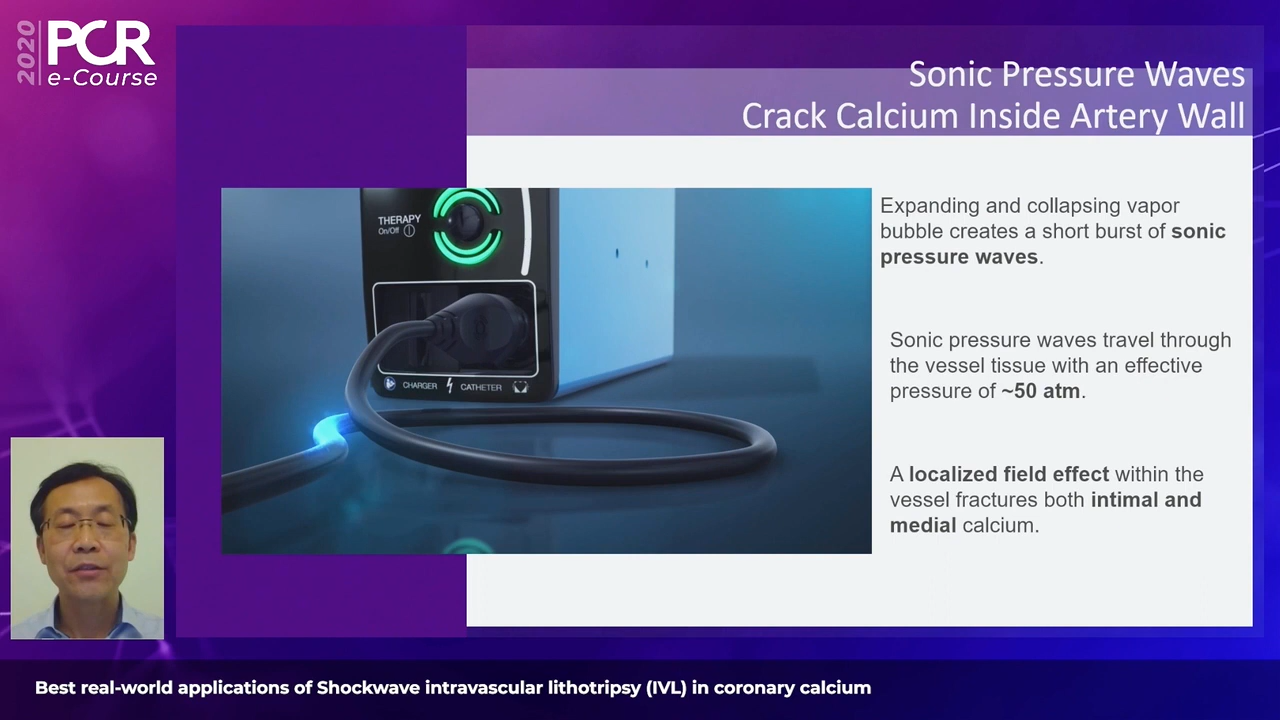 2020
PCR
e-Course
Sonic Pressure Waves
Crack Calcium Inside Artery Wall
THERAPY
On/Off
CHARGER
CATHETER
Expanding and collapsing vapor
bubble creates a short burst of sonic
pressure waves.
Sonic pressure waves travel through
the vessel tissue with an effective
pressure of ~50 atm.
A localized field effect within the
vessel fractures both intimal and
medial calcium.
Best real-world applications of Shockwave intravascular lithotripsy (IVL) in coronary calcium